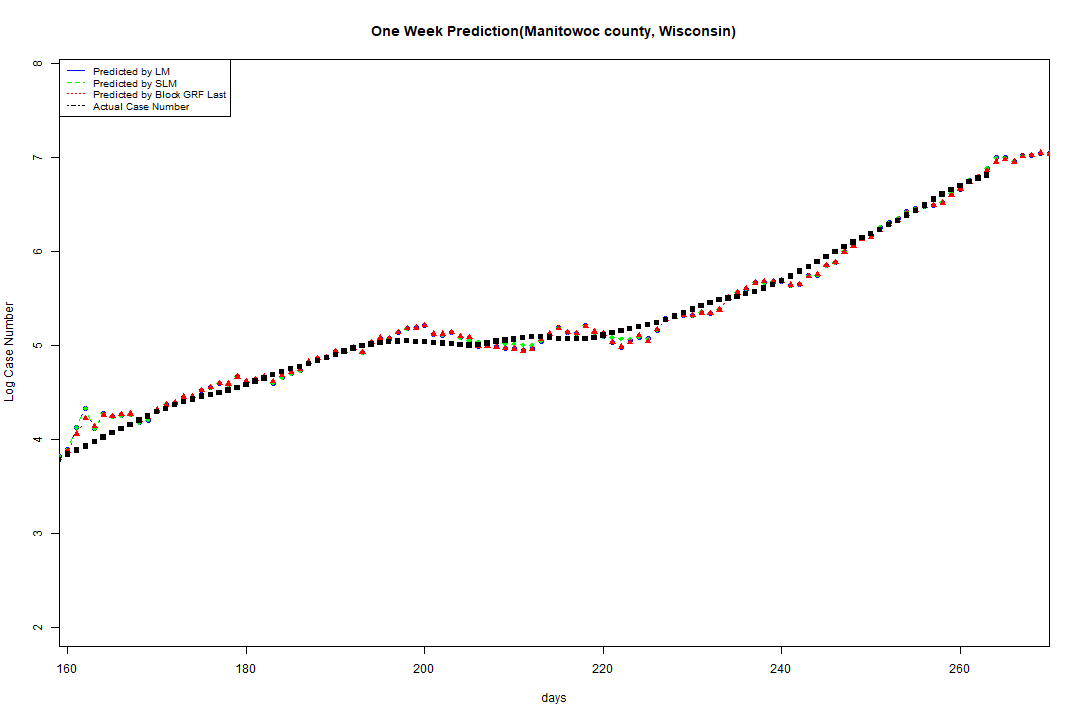 One Week Prediction(Manitowoc county, Wisconsin)
Predicted by LM
Predicted by SLM
Predicted by Block GRF Last
Actual Case Number
8
7
6
5
4
3
2
Log Case Number
160 180 200 220 240 260
days